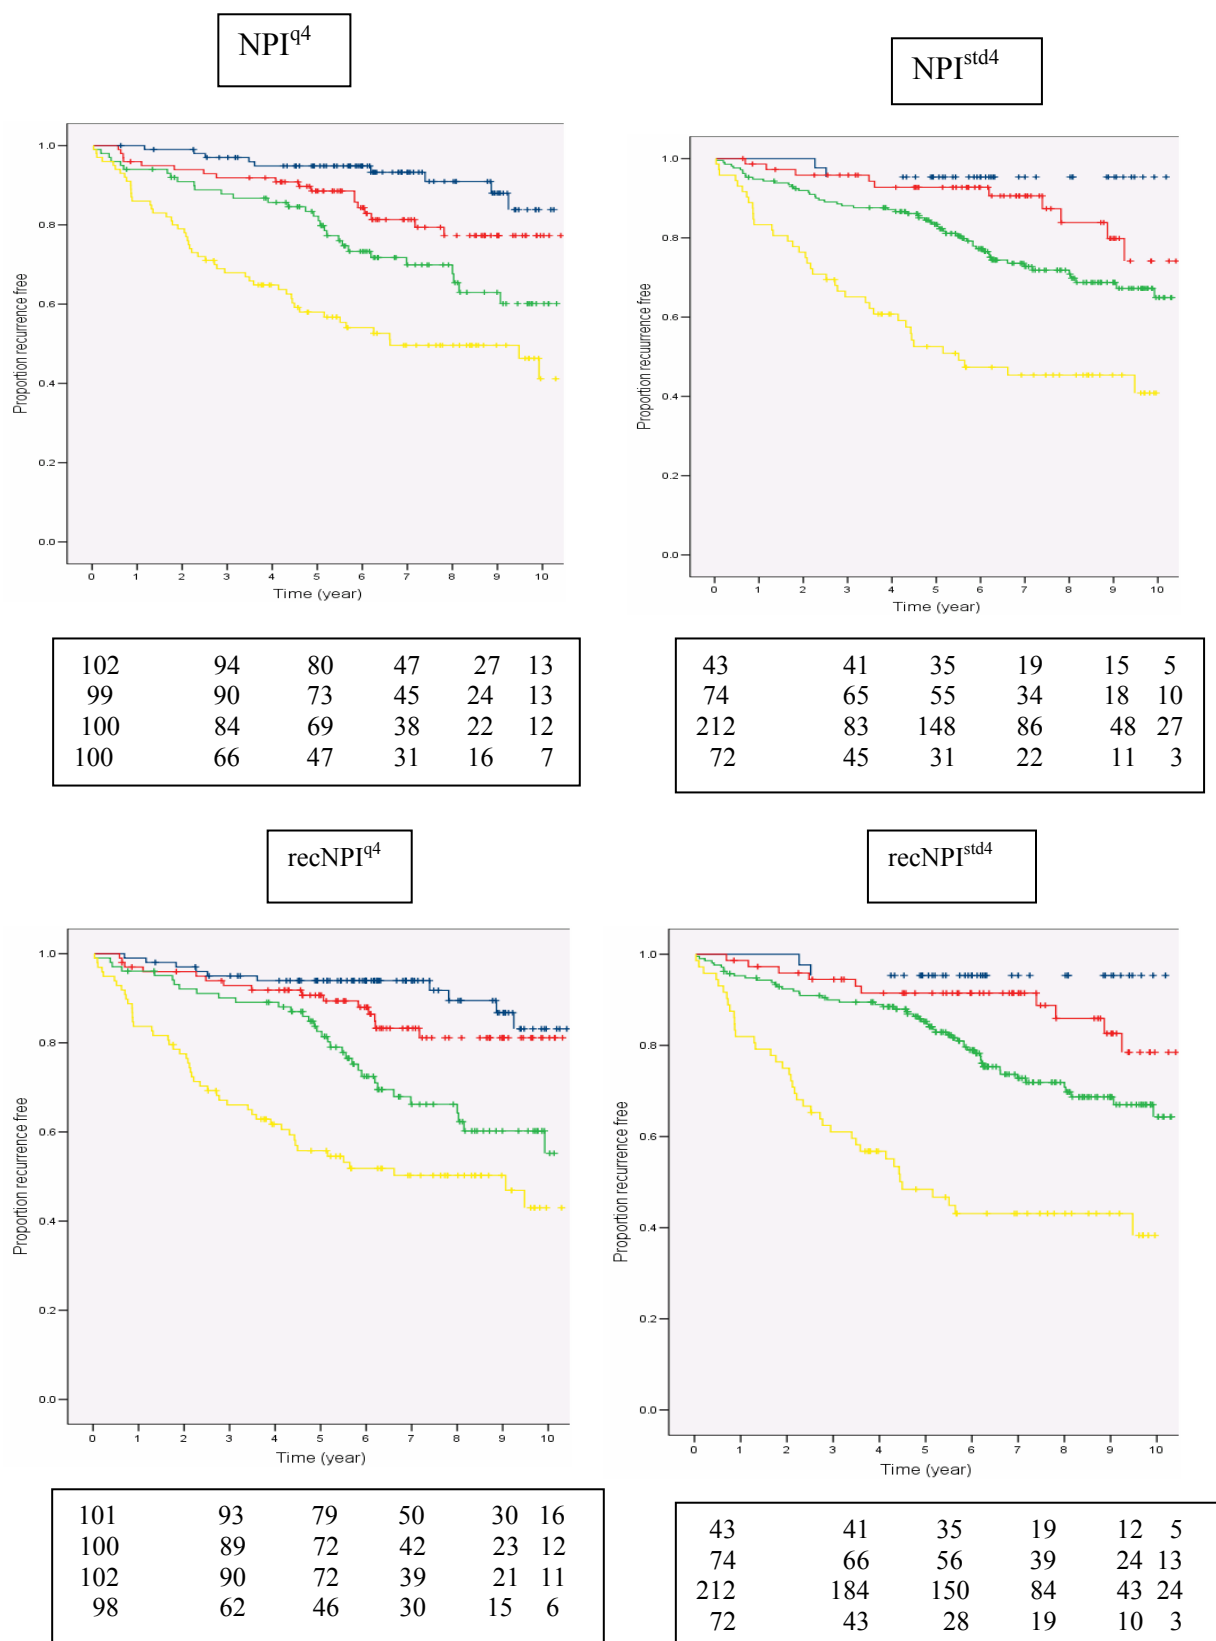 NPI^q4
NPI^std4
1.0
0.8
0.6
0.4
0.2
0.0
Proportion recurrence free
0 1 2 3 4 5 6 7 8 9 10
Time (year)
1.0
0.8
0.6
0.4
0.2
0.0
Proportion recuurence free
0 1 2 3 4 5 6 7 8 9 10
Time (year)
102 94 80 47 27 13
99 90 73 45 24 13
100 84 69 38 22 12
100 66 47 31 16 7
43 41 35 19 15 5
74 65 55 34 18 10
212 83 148 86 48 27
72 45 31 22 11 3
recNPI^q4
recNPI^std4
1.0
0.8
0.6
0.4
0.2
0.0
Proportion recurrence free
0 1 2 3 4 5 6 7 8 9 10
Time (year)
1.0
0.8
0.6
0.4
0.2
0.0
Proportion recurrence free
0 1 2 3 4 5 6 7 8 9 10
Time (year)
101 93 79 50 30 16
100 89 72 42 23 12
102 90 72 39 21 11
98 62 46 30 15 6
43 41 35 19 12 5
74 66 56 39 24 13
212 184 150 84 43 24
72 43 28 19 10 3